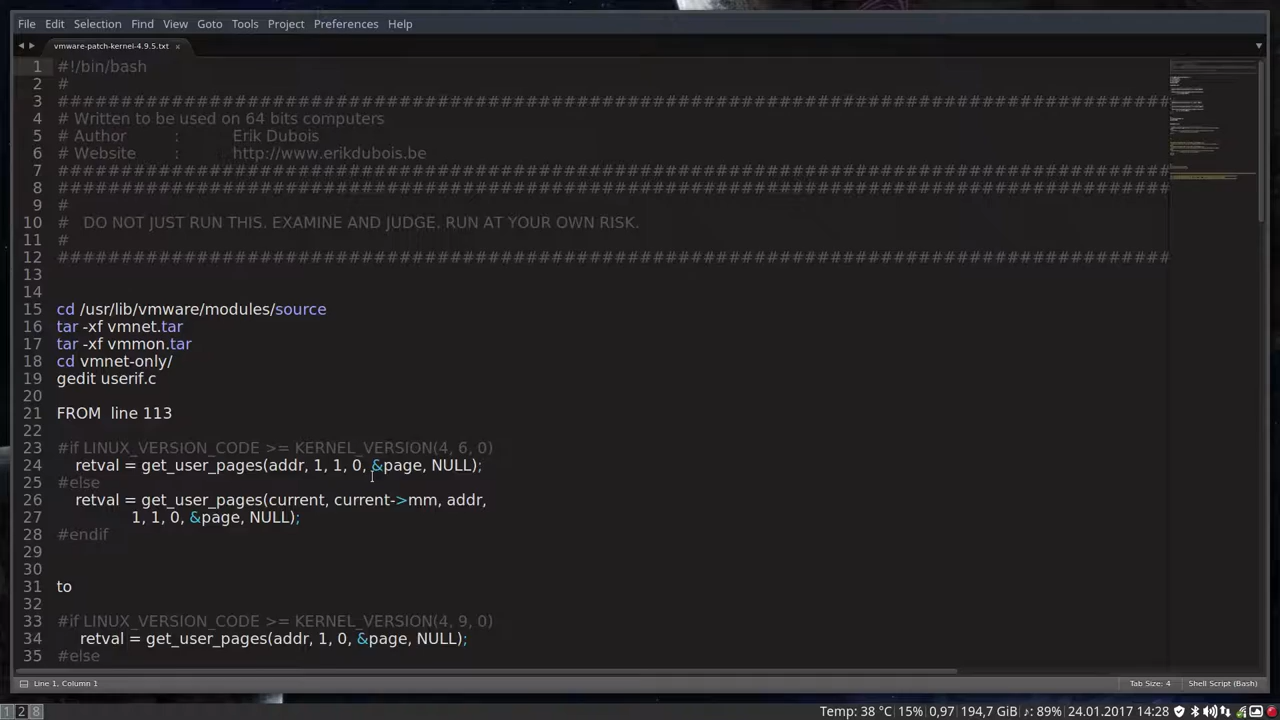 File Edit Selection Find View Goto Tools Project Preferences Help
vmware-patch-kernel-4.9.5.txt ×
1 #!/bin/bash
2 #
3 ########################################################################################
4 # Written to be used on 64 bits computers
5 # Author : Erik Dubois
6 # Website : http://www.erikdubois.be
7 ########################################################################################
8 ########################################################################################
9 #
10 # DO NOT JUST RUN THIS. EXAMINE AND JUDGE. RUN AT YOUR OWN RISK.
11 #
12 ########################################################################################
13
14
15 cd /usr/lib/vmware/modules/source
16 tar -xf vmnet.tar
17 tar -xf vmmon.tar
18 cd vmnet-only/
19 gedit userif.c
20
21 FROM line 113
22
23 #if LINUX_VERSION_CODE >= KERNEL_VERSION(4, 6, 0)
24 retval = get_user_pages(addr, 1, 1, 0, &page, NULL);
25 #else
26 retval = get_user_pages(current, current->mm, addr,
27 1, 1, 0, &page, NULL);
28 #endif
29
30
31 to
32
33 #if LINUX_VERSION_CODE >= KERNEL_VERSION(4, 9, 0)
34 retval = get_user_pages(addr, 1, 0, &page, NULL);
35 #else
Line 1, Column 1 Tab Size: 4 Shell Script (Bash)
1 2 8 Temp: 38 °C 15% 0,97 194,7 GiB ♪: 89% 24.01.2017 14:28